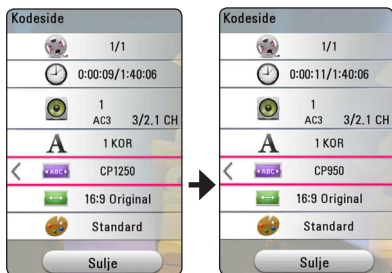 Kodeside
1/1
0:00:09/1:40:06
1
AC3 3/2.1 CH
A 1 KOR
ABC CP1250
16:9 Original
Standard
Sulje
Kodeside
1/1
0:00:11/1:40:06
1
AC3 3/2.1 CH
A 1 KOR
ABC CP950
16:9 Original
Standard
Sulje